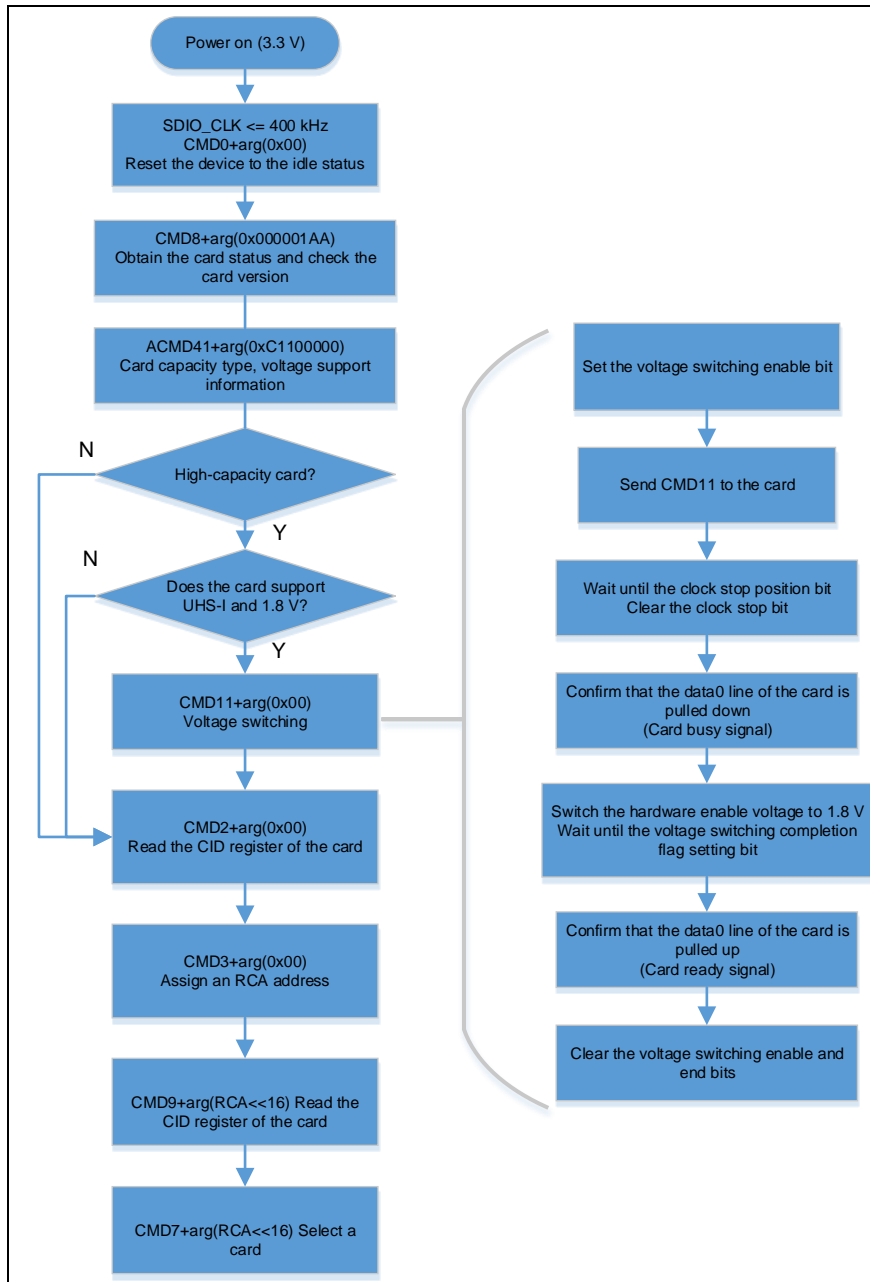 Power on (3.3 V)
SDIO_CLK <= 400 kHz
CMD0+arg(0x00)
Reset the device to the idle status
CMD8+arg(0x000001AA)
Obtain the card status and check the
card version
ACMD41+arg(0xC1100000)
Card capacity type, voltage support
information
N
High-capacity card?
Y
N
Does the card support
UHS-I and 1.8 V?
Y
CMD11+arg(0x00)
Voltage switching
CMD2+arg(0x00)
Read the CID register of the card
CMD3+arg(0x00)
Assign an RCA address
CMD9+arg(RCA<<16) Read the
CID register of the card
CMD7+arg(RCA<<16) Select a
card
Set the voltage switching enable bit
Send CMD11 to the card
Wait until the clock stop position bit
Clear the clock stop bit
Confirm that the data0 line of the card is
pulled down
(Card busy signal)
Switch the hardware enable voltage to 1.8 V
Wait until the voltage switching completion
flag setting bit
Confirm that the data0 line of the card is
pulled up
(Card ready signal)
Clear the voltage switching enable and
end bits